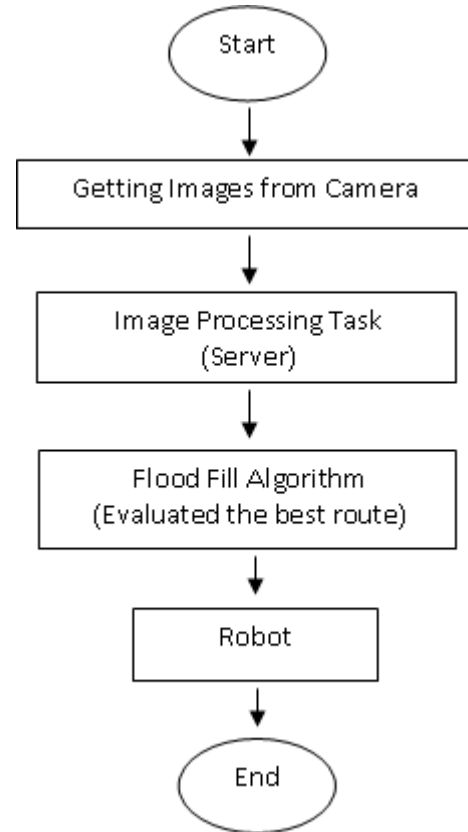 Start
Getting Images from Camera
Image Processing Task
(Server)
Flood Fill Algorithm
(Evaluated the best route)
Robot
End